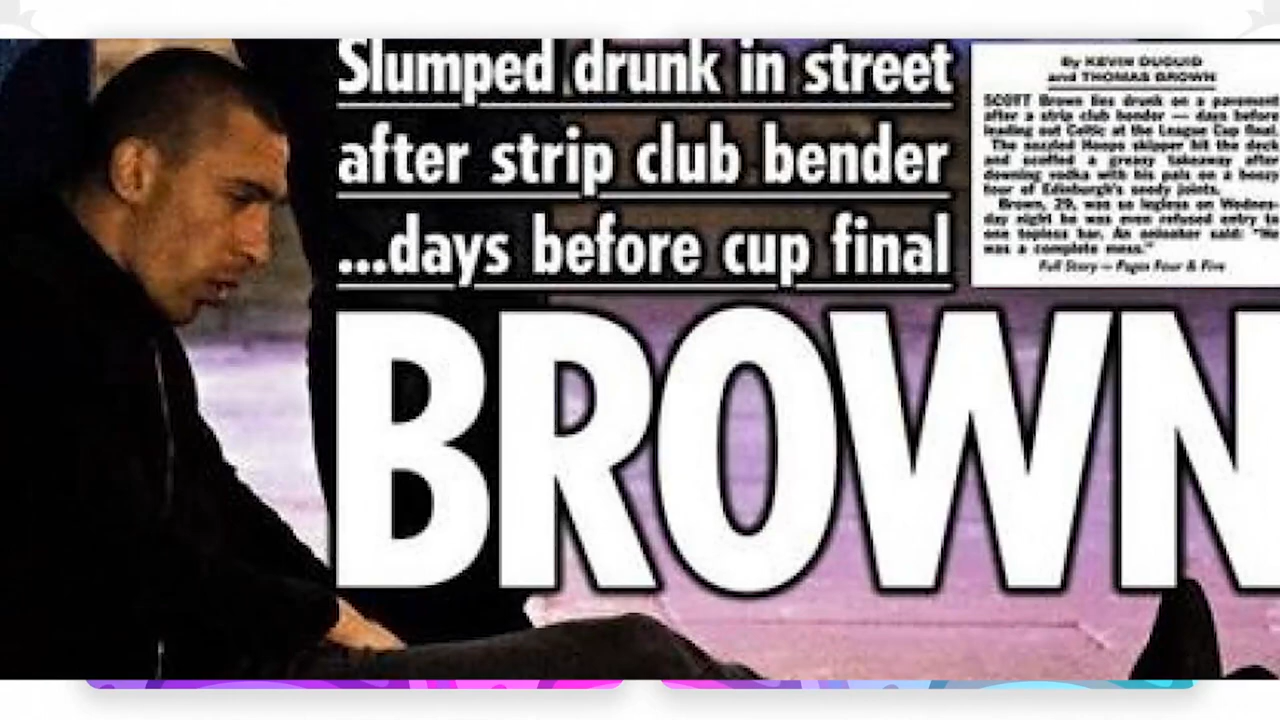 Slumped drunk in street
after strip club bender
...days before cup final
BROWN
By KEVIN DUGUID
and THOMAS BROWN
SCOTT Brown lies drunk on a pavement
after a strip club bender — days before
leading out Celtic at the League Cup final.
The sozzled Hoops skipper hit the deck
and scoffed a greasy takeaway after
downing vodka with his pals on a boozy
tour of Edinburgh's seedy joints.
Brown, 29, was so legless on Wednes-
day night he was even refused entry to
one topless bar. An onlooker said: "He
was a complete mess."
Full Story — Pages Four & Five